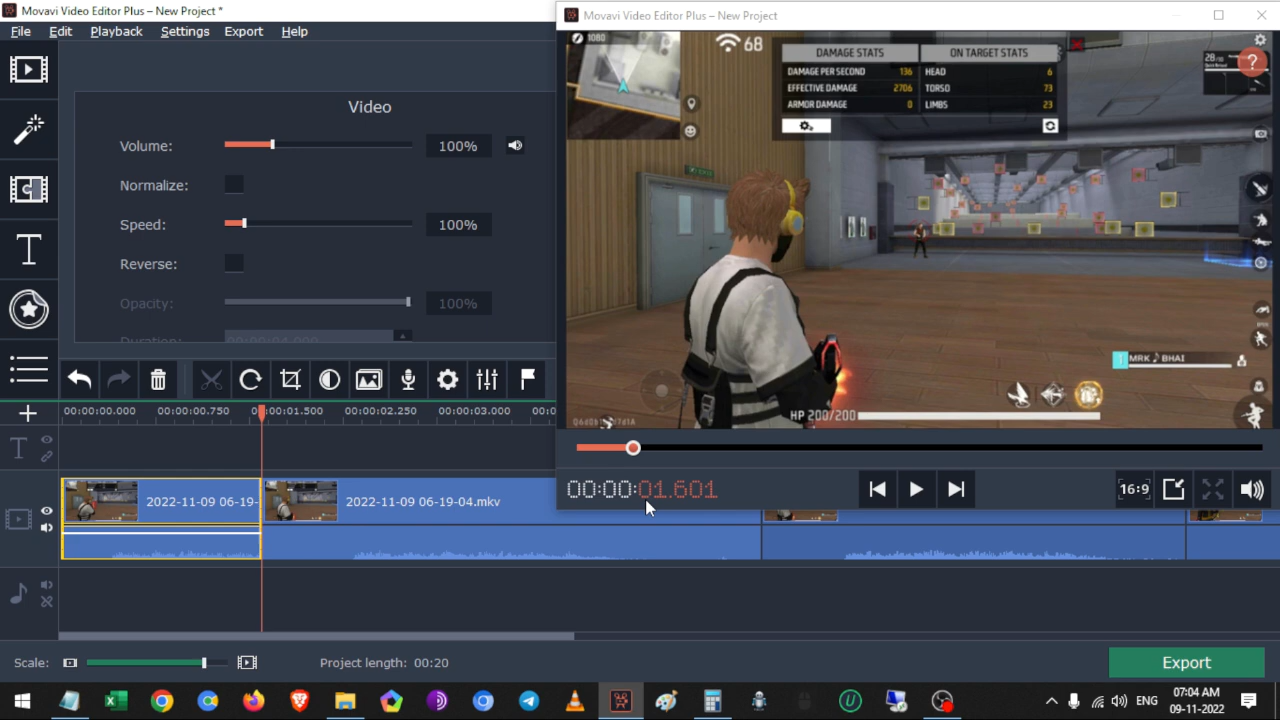 Movavi Video Editor Plus – New Project *
File Edit Playback Settings Export Help
Video
Volume: 100%
Normalize:
Speed: 100%
Reverse:
Opacity: 100%
Duration: 00:00:04.000
00:00:00.000 00:00:00.750 00:00:01.500 00:00:02.250 00:00:03.000
T
2022-11-09 06-19-
2022-11-09 06-19-04.mkv
Scale:
Project length: 00:20
Export
Movavi Video Editor Plus – New Project
1080
68
DAMAGE STATS ON TARGET STATS
DAMAGE PER SECOND 136 HEAD 6
EFFECTIVE DAMAGE 2706 TORSO 73
ARMOR DAMAGE 0 LIMBS 23
?
MRK ♪ BHAI
HP 200/200
00:00:01.601
16:9
ENG
07:04 AM
09-11-2022